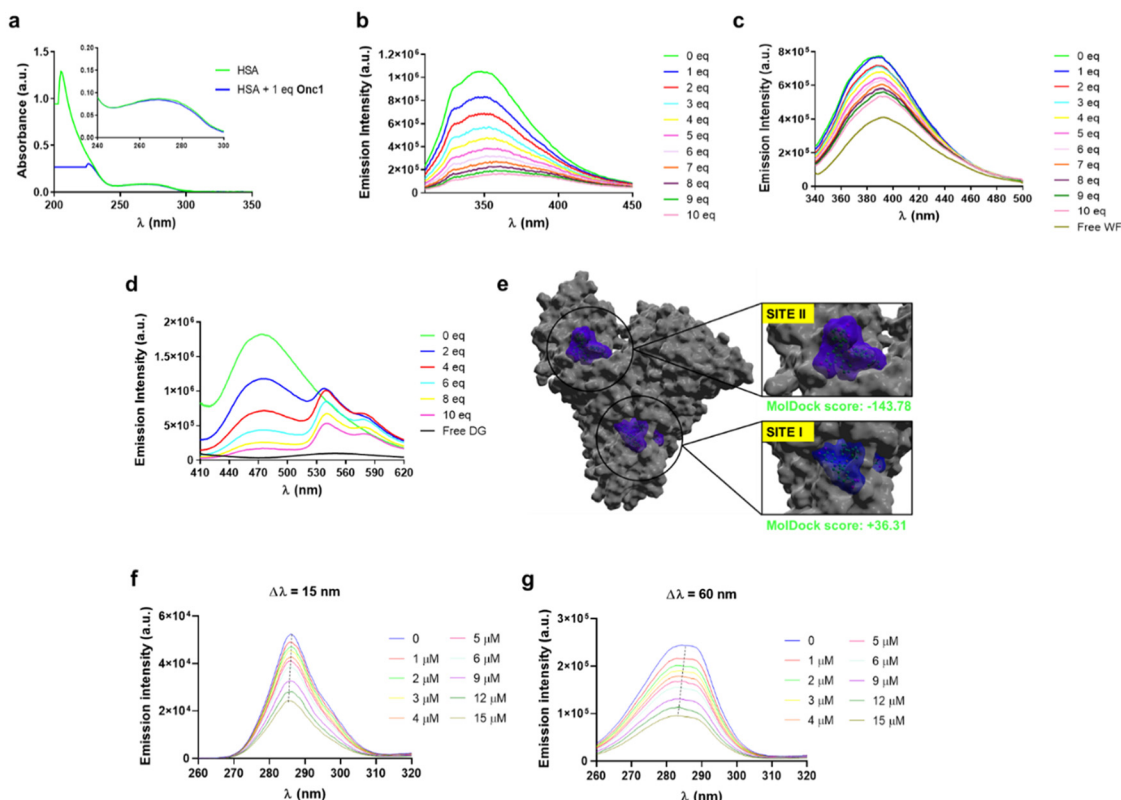 a
Absorbance (a.u.)
1.5
1.0
0.5
0.0
200
250
300
350
λ (nm)
0.20
0.15
0.10
0.05
0.00
240
260
280
300
HSA
HSA + 1 eq Onc1
b
Emission Intensity (a.u.)
1.2×10⁶
1.0×10⁶
8×10⁵
6×10⁵
4×10⁵
2×10⁵
0
350
400
450
λ (nm)
0 eq
1 eq
2 eq
3 eq
4 eq
5 eq
6 eq
7 eq
8 eq
9 eq
10 eq
c
Emission Intensity (a.u.)
8×10⁵
6×10⁵
4×10⁵
2×10⁵
0
340
360
380
400
420
440
460
480
500
λ (nm)
0 eq
1 eq
2 eq
3 eq
4 eq
5 eq
6 eq
7 eq
8 eq
9 eq
10 eq
Free WF
d
Emission Intensity (a.u.)
2×10⁶
1.5×10⁶
1×10⁶
5×10⁵
0
410
440
470
500
530
560
590
620
λ (nm)
0 eq
2 eq
4 eq
6 eq
8 eq
10 eq
Free DG
e
SITE II
MolDock score: -143.78
SITE I
MolDock score: +36.31
f
Δλ = 15 nm
Emission intensity (a.u.)
6×10⁴
4×10⁴
2×10⁴
0
260
270
280
290
300
310
320
λ (nm)
0
1 µM
2 µM
3 µM
4 µM
5 µM
6 µM
9 µM
12 µM
15 µM
g
Δλ = 60 nm
Emission intensity (a.u.)
3×10⁵
2×10⁵
1×10⁵
0
260
270
280
290
300
310
320
λ (nm)
0
1 µM
2 µM
3 µM
4 µM
5 µM
6 µM
9 µM
12 µM
15 µM